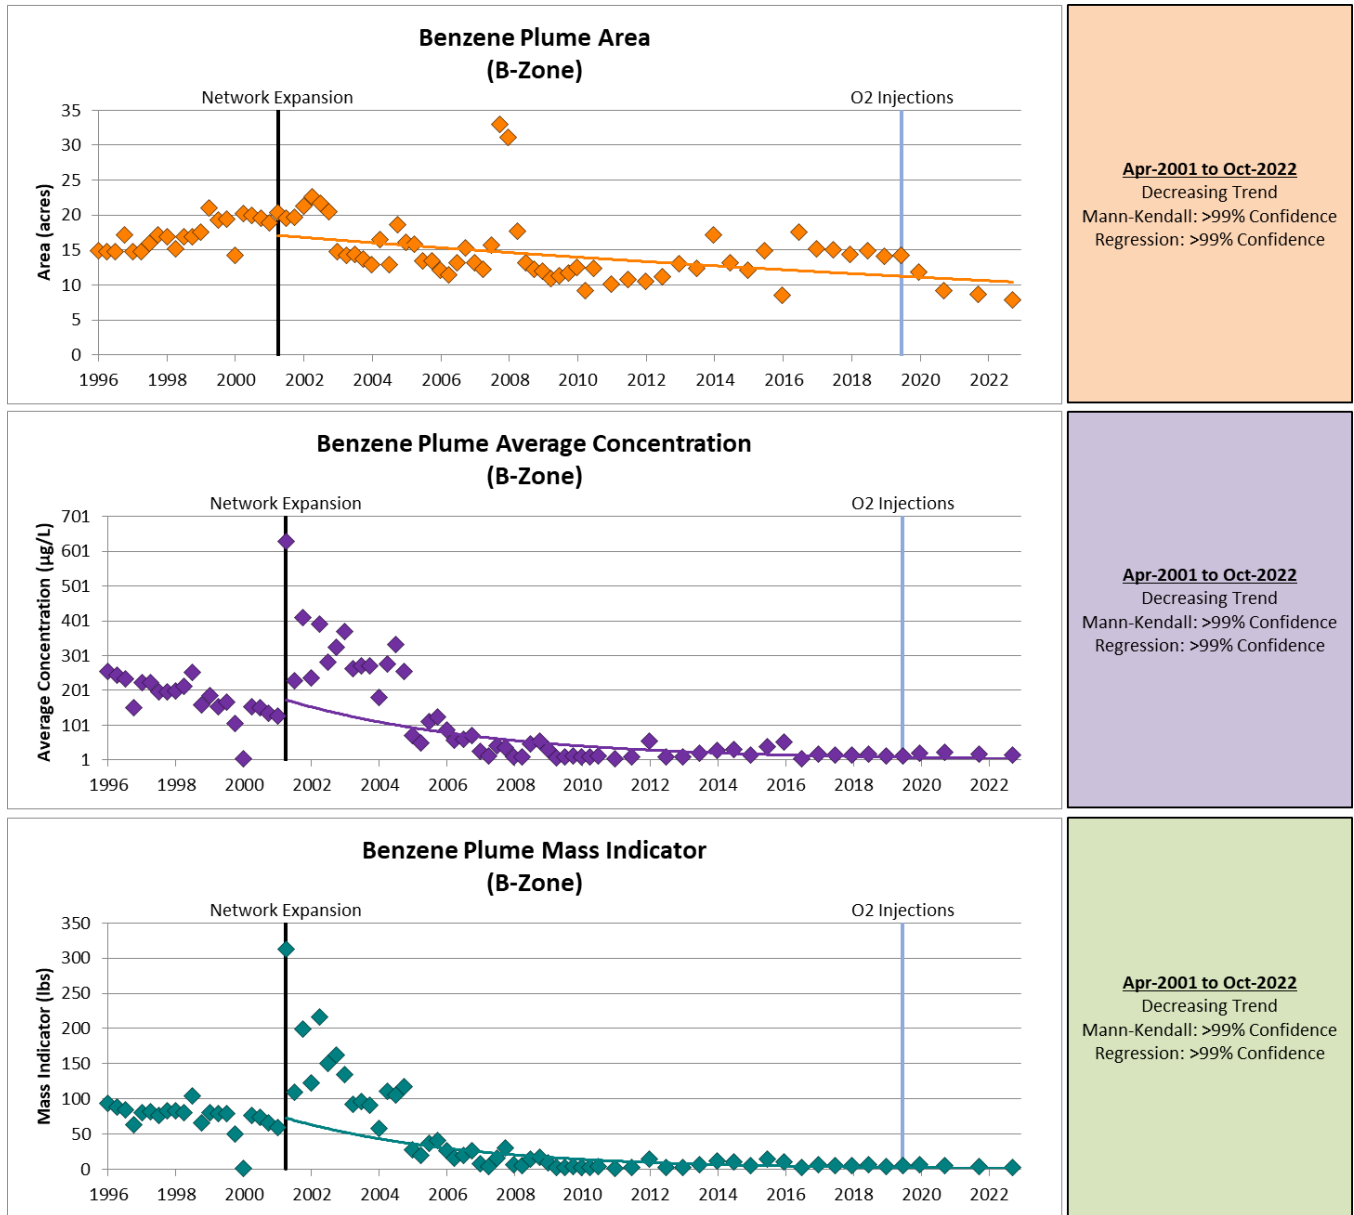 Benzene Plume Area
(B-Zone)
Network Expansion
O2 Injections
Area (acres)
35
30
25
20
15
10
5
0
1996 1998 2000 2002 2004 2006 2008 2010 2012 2014 2016 2018 2020 2022
Apr-2001 to Oct-2022
Decreasing Trend
Mann-Kendall: >99% Confidence
Regression: >99% Confidence
Benzene Plume Average Concentration
(B-Zone)
Network Expansion
O2 Injections
Average Concentration (µg/L)
701
601
501
401
301
201
101
1
1996 1998 2000 2002 2004 2006 2008 2010 2012 2014 2016 2018 2020 2022
Apr-2001 to Oct-2022
Decreasing Trend
Mann-Kendall: >99% Confidence
Regression: >99% Confidence
Benzene Plume Mass Indicator
(B-Zone)
Network Expansion
O2 Injections
Mass Indicator (lbs)
350
300
250
200
150
100
50
0
1996 1998 2000 2002 2004 2006 2008 2010 2012 2014 2016 2018 2020 2022
Apr-2001 to Oct-2022
Decreasing Trend
Mann-Kendall: >99% Confidence
Regression: >99% Confidence